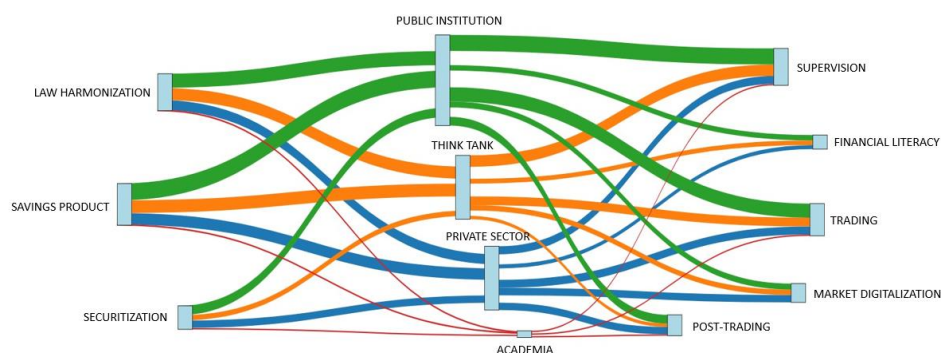 PUBLIC INSTITUTION
SUPERVISION
LAW HARMONIZATION
THINK TANK
FINANCIAL LITERACY
SAVINGS PRODUCT
TRADING
PRIVATE SECTOR
MARKET DIGITALIZATION
SECURITIZATION
POST-TRADING
ACADEMIA